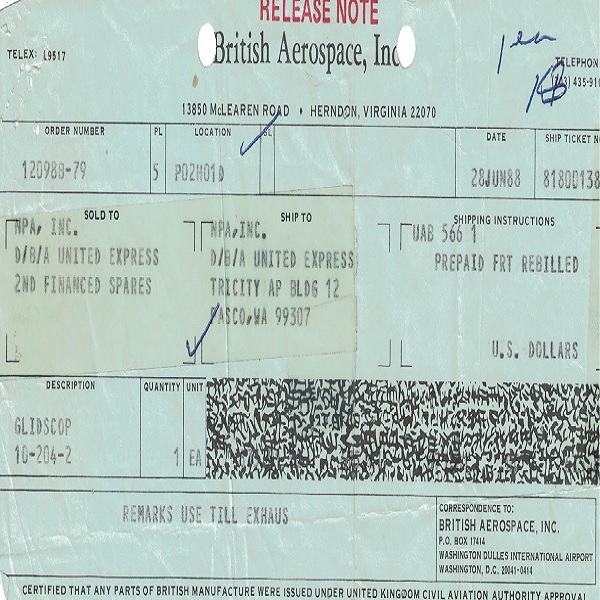 RELEASE NOTE
British Aerospace, Inc
TELEX: L9517
13850 McLEAREN ROAD • HERNDON, VIRGINIA 22070
ORDER NUMBER PL LOCATION DATE SHIP TICKET
120988-79 5 P02M01D 28JUN88 81800138
SOLD TO SHIP TO SHIPPING INSTRUCTIONS
NPA, INC. NPA,INC. UAB 566 1
D/B/A UNITED EXPRESS D/B/A UNITED EXPRESS PREPAID FRT REBILLED
2ND FINANCED SPARES TRICITY AP BLDG 12
PASCO,WA 99307
U.S. DOLLARS
DESCRIPTION QUANTITY UNIT
GLIDSCOP
10-204-2 1 EA
REMARKS USE TILL EXHAUS
CORRESPONDENCE TO:
BRITISH AEROSPACE, INC.
P.O. BOX 17414
WASHINGTON DULLES INTERNATIONAL AIRPORT
WASHINGTON, D.C. 20041-0414
CERTIFIED THAT ANY PARTS OF BRITISH MANUFACTURE WERE ISSUED UNDER UNITED KINGDOM CIVIL AVIATION AUTHORITY APPROVAL